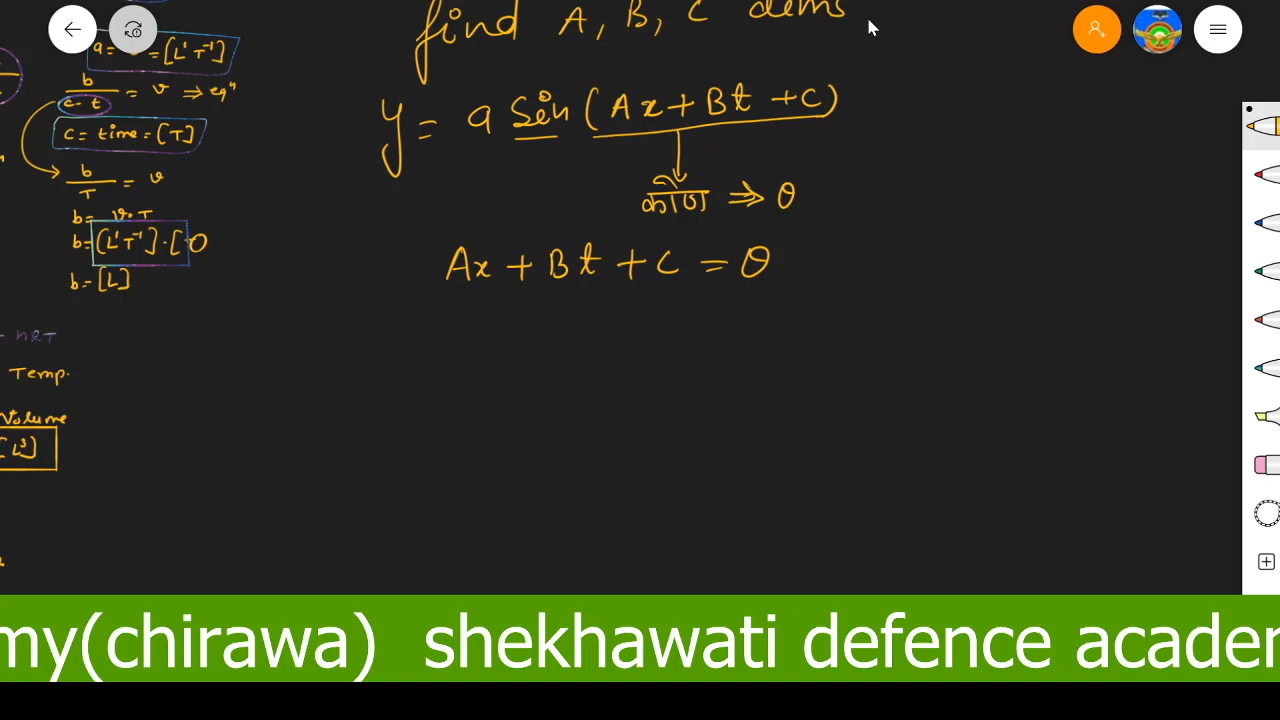 find A, B, C dems
y = a Sin (Ax + Bt + C)
कोण ⇒ θ
Ax + Bt + C = θ
a = = [L¹T⁻¹]
b/(c-t) = v ⇒ eqⁿ
c = time = [T]
b/T = v
b = v·T
b = [L¹T⁻¹]·[
b = [L]
nRT
Temp.
Volume
[L³]
my(chirawa) shekhawati defence acader